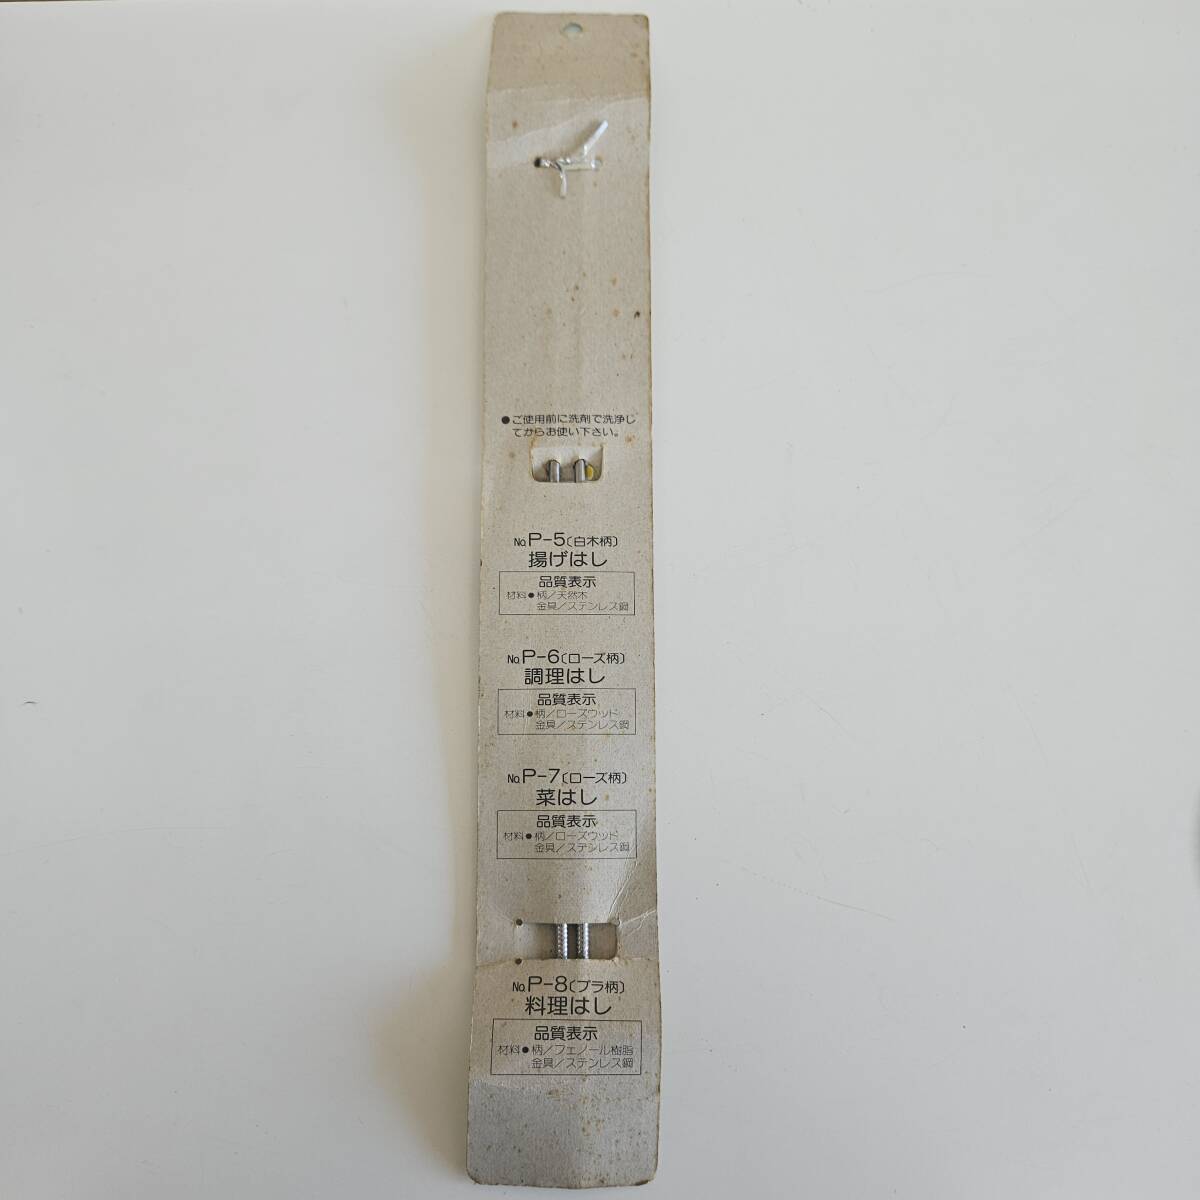 ●ご使用前に洗剤で洗浄し
てからお使い下さい。
No.P-5〔白木柄〕
揚げはし
品質表示
材料●柄/天然木
金具/ステンレス鋼
No.P-6〔ローズ柄〕
調理はし
品質表示
材料●柄/ローズウッド
金具/ステンレス鋼
No.P-7〔ローズ柄〕
菜はし
品質表示
材料●柄/ローズウッド
金具/ステンレス鋼
No.P-8〔プラ柄〕
料理はし
品質表示
材料●柄/フェノール樹脂
金具/ステンレス鋼